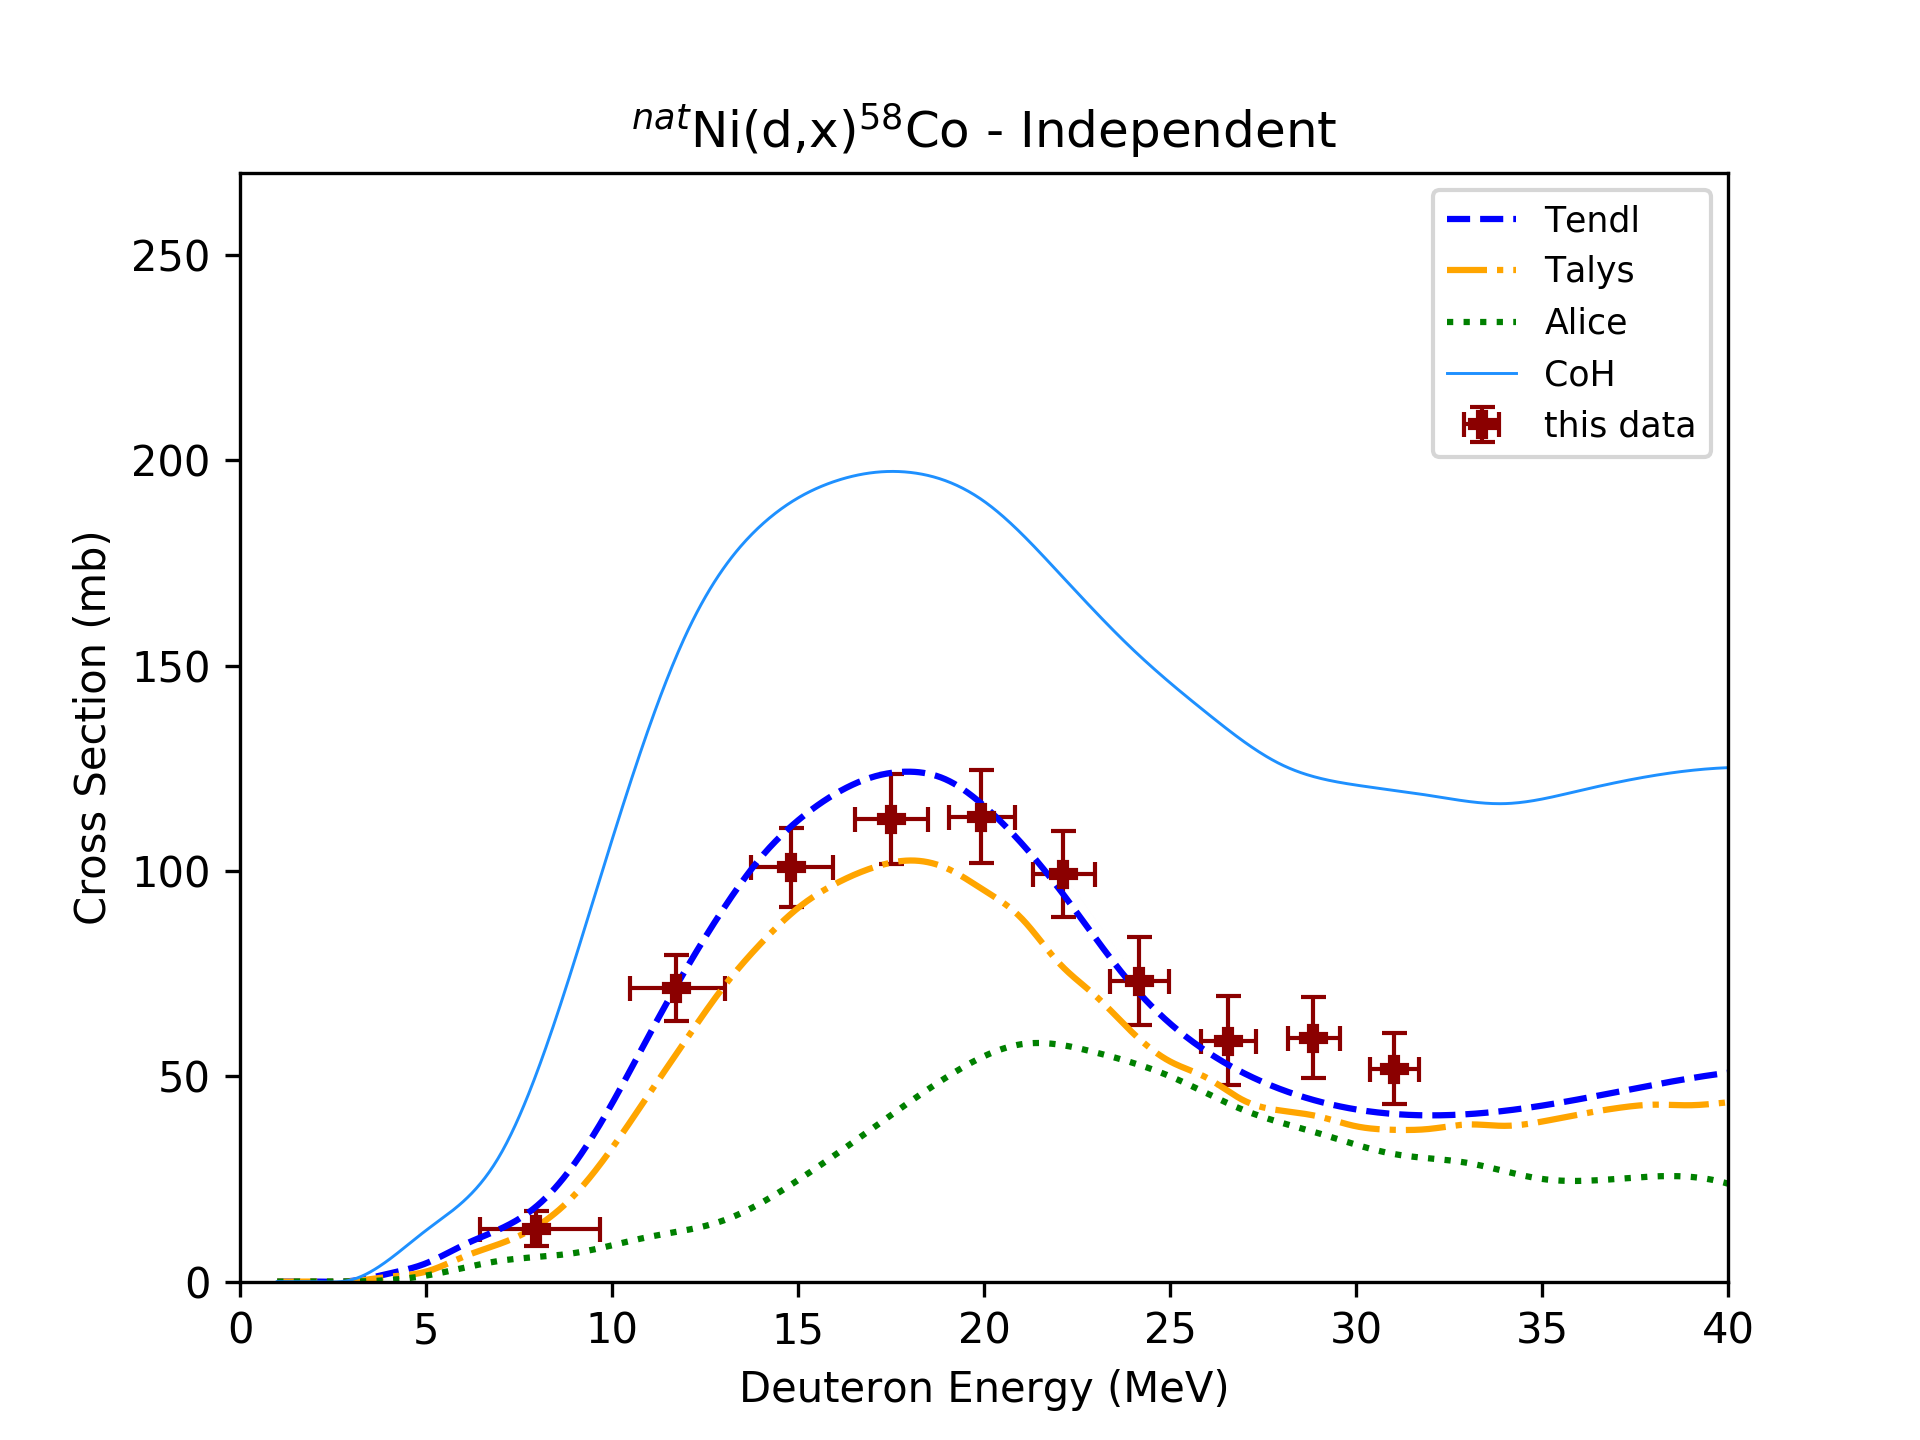 natNi(d,x)58Co - Independent
Tendl
Talys
Alice
CoH
this data
Cross Section (mb)
250
200
150
100
50
0
0 5 10 15 20 25 30 35 40
Deuteron Energy (MeV)